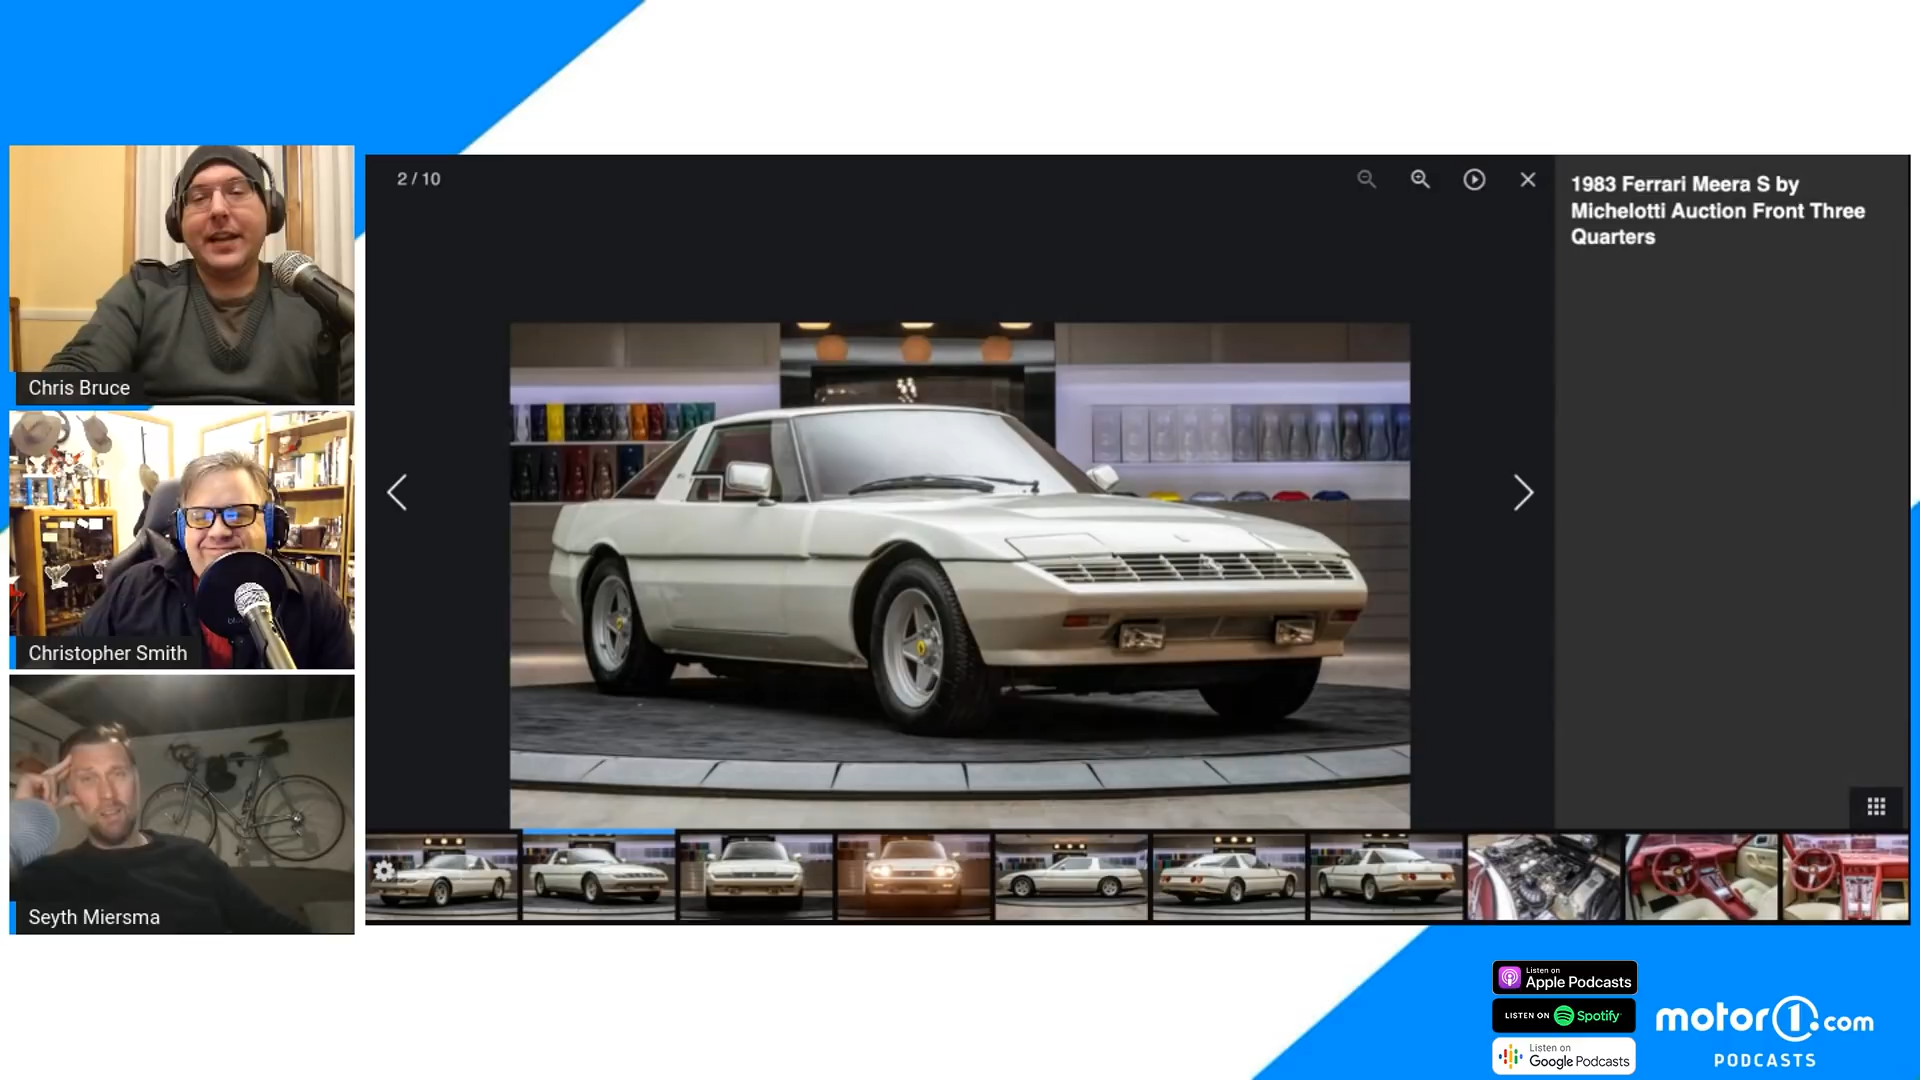 Chris Bruce
Christopher Smith
Seyth Miersma
2 / 10
1983 Ferrari Meera S by
Michelotti Auction Front Three
Quarters
Listen on
Apple Podcasts
LISTEN ON Spotify
Listen on
Google Podcasts
motor1.com
PODCASTS